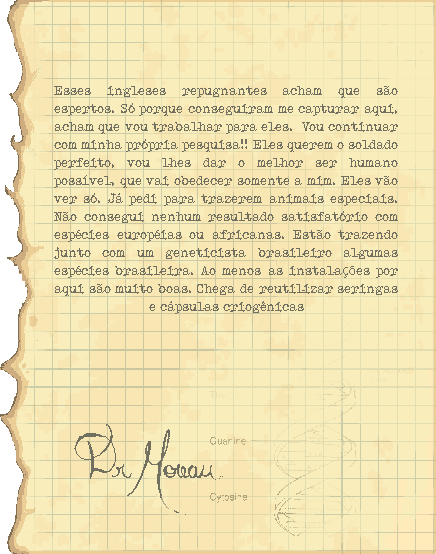 Esses ingleses repugnantes acham que são
espertos. Só porque conseguiram me capturar aqui,
acham que vou trabalhar para eles. Vou continuar
com minha própria pesquisa!! Eles querem o soldado
perfeito, vou lhes dar o melhor ser humano
possível, que vai obedecer somente a mim. Eles vão
ver só. Já pedi para trazerem animais especiais.
Não consegui nenhum resultado satisfatório com
espécies européias ou africanas. Estão trazendo
junto com um geneticista brasileiro algumas
espécies brasileira. Ao menos as instalações por
aqui são muito boas. Chega de reutilizar seringas
e cápsulas criogênicas
Dr Moreau
Guanine
Cytosine